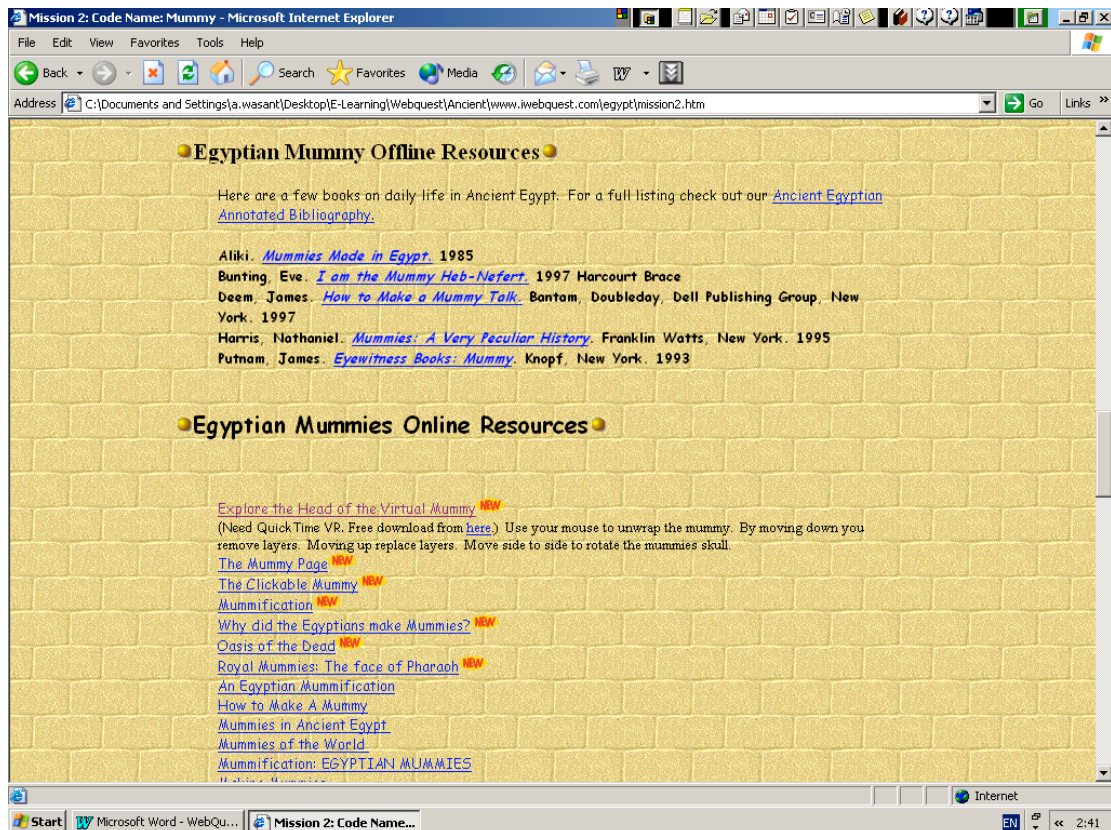 Mission 2: Code Name: Mummy - Microsoft Internet Explorer
File Edit View Favorites Tools Help
Back Search Favorites Media
Address C:\Documents and Settings\a.wasant\Desktop\E-Learning\Webquest\Ancient\www.iwebquest.com\egypt\mission2.htm Go Links »
Egyptian Mummy Offline Resources
Here are a few books on daily life in Ancient Egypt. For a full listing check out our Ancient Egyptian
Annotated Bibliography.
Aliki. Mummies Made in Egypt. 1985
Bunting, Eve. I am the Mummy Heb-Nefert. 1997 Harcourt Brace
Deem, James. How to Make a Mummy Talk. Bantam, Doubleday, Dell Publishing Group, New
York. 1997
Harris, Nathaniel. Mummies: A Very Peculiar History. Franklin Watts, New York. 1995
Putnam, James. Eyewitness Books: Mummy. Knopf, New York. 1993
Egyptian Mummies Online Resources
Explore the Head of the Virtual Mummy NEW
(Need QuickTime VR. Free download from here.) Use your mouse to unwrap the mummy. By moving down you
remove layers. Moving up replace layers. Move side to side to rotate the mummies skull.
The Mummy Page NEW
The Clickable Mummy NEW
Mummification NEW
Why did the Egyptians make Mummies? NEW
Oasis of the Dead NEW
Royal Mummies: The face of Pharaoh NEW
An Egyptian Mummification
How to Make A Mummy
Mummies in Ancient Egypt
Mummies of the World
Mummification: EGYPTIAN MUMMIES
Making Mummies
Internet
Start Microsoft Word - WebQu... Mission 2: Code Name... EN « 2:41